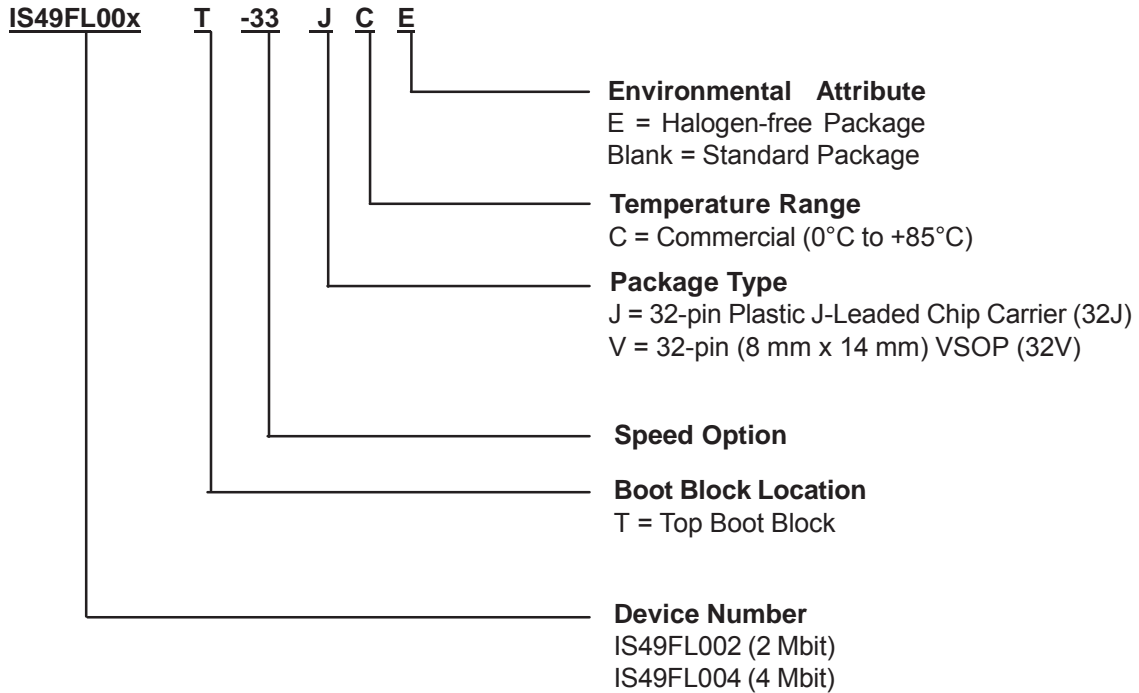 IS49FL00x T -33 J C E
Environmental Attribute
E = Halogen-free Package
Blank = Standard Package
Temperature Range
C = Commercial (0°C to +85°C)
Package Type
J = 32-pin Plastic J-Leaded Chip Carrier (32J)
V = 32-pin (8 mm x 14 mm) VSOP (32V)
Speed Option
Boot Block Location
T = Top Boot Block
Device Number
IS49FL002 (2 Mbit)
IS49FL004 (4 Mbit)